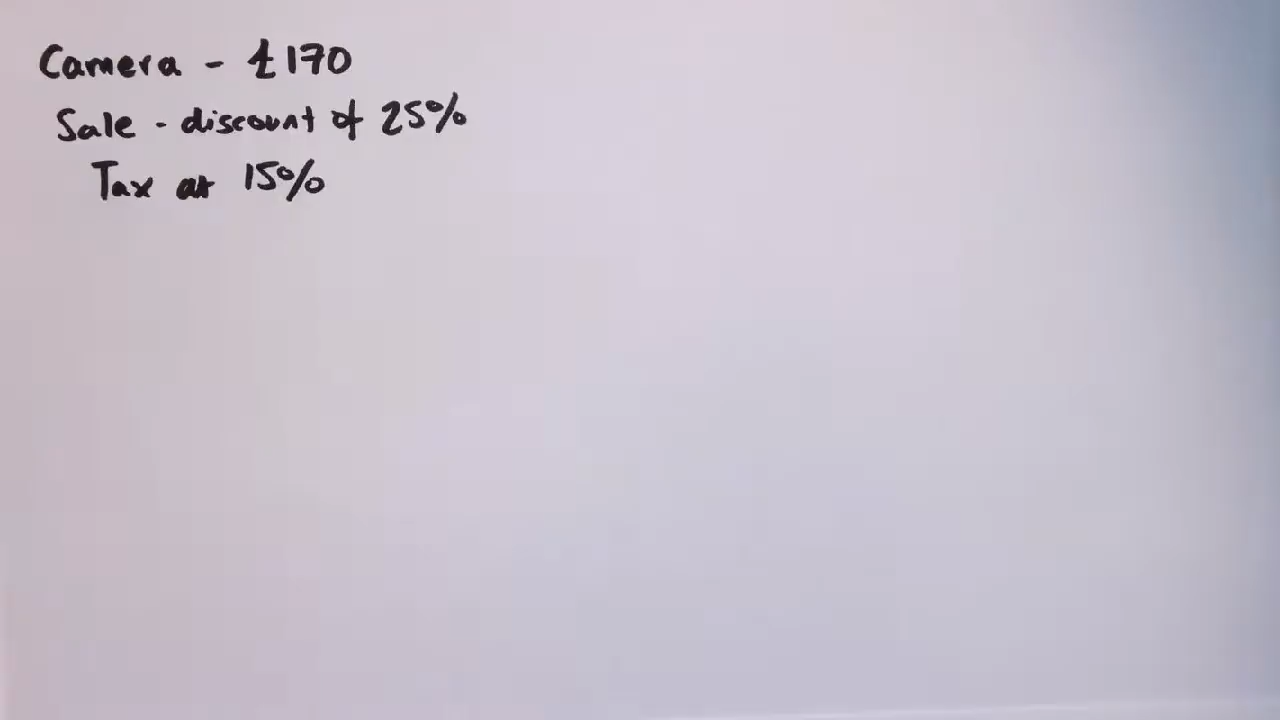 Camera - £170
Sale - discount of 25%
Tax at 15%